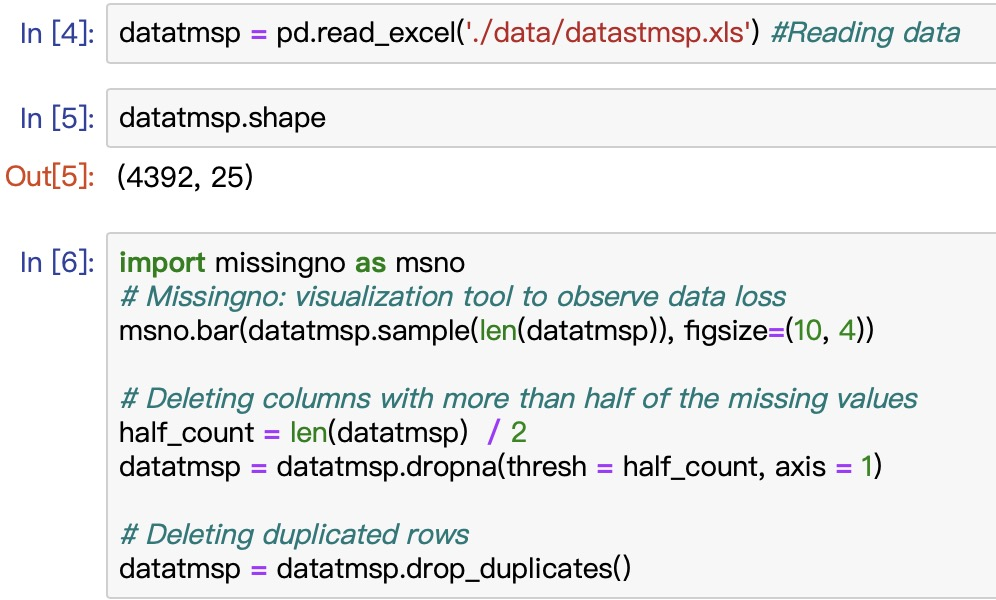 In [4]: datatmsp = pd.read_excel('./data/datastmsp.xls') #Reading data
In [5]: datatmsp.shape
Out[5]: (4392, 25)
In [6]: import missingno as msno
# Missingno: visualization tool to observe data loss
msno.bar(datatmsp.sample(len(datatmsp)), figsize=(10, 4))
# Deleting columns with more than half of the missing values
half_count = len(datatmsp)  / 2
datatmsp = datatmsp.dropna(thresh = half_count, axis = 1)
# Deleting duplicated rows
datatmsp = datatmsp.drop_duplicates()